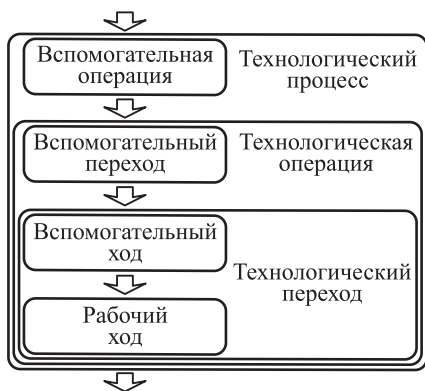 Вспомогательная
операция
Технологический
процесс
Вспомогательный
переход
Технологическая
операция
Вспомогательный
ход
Технологический
переход
Рабочий
ход